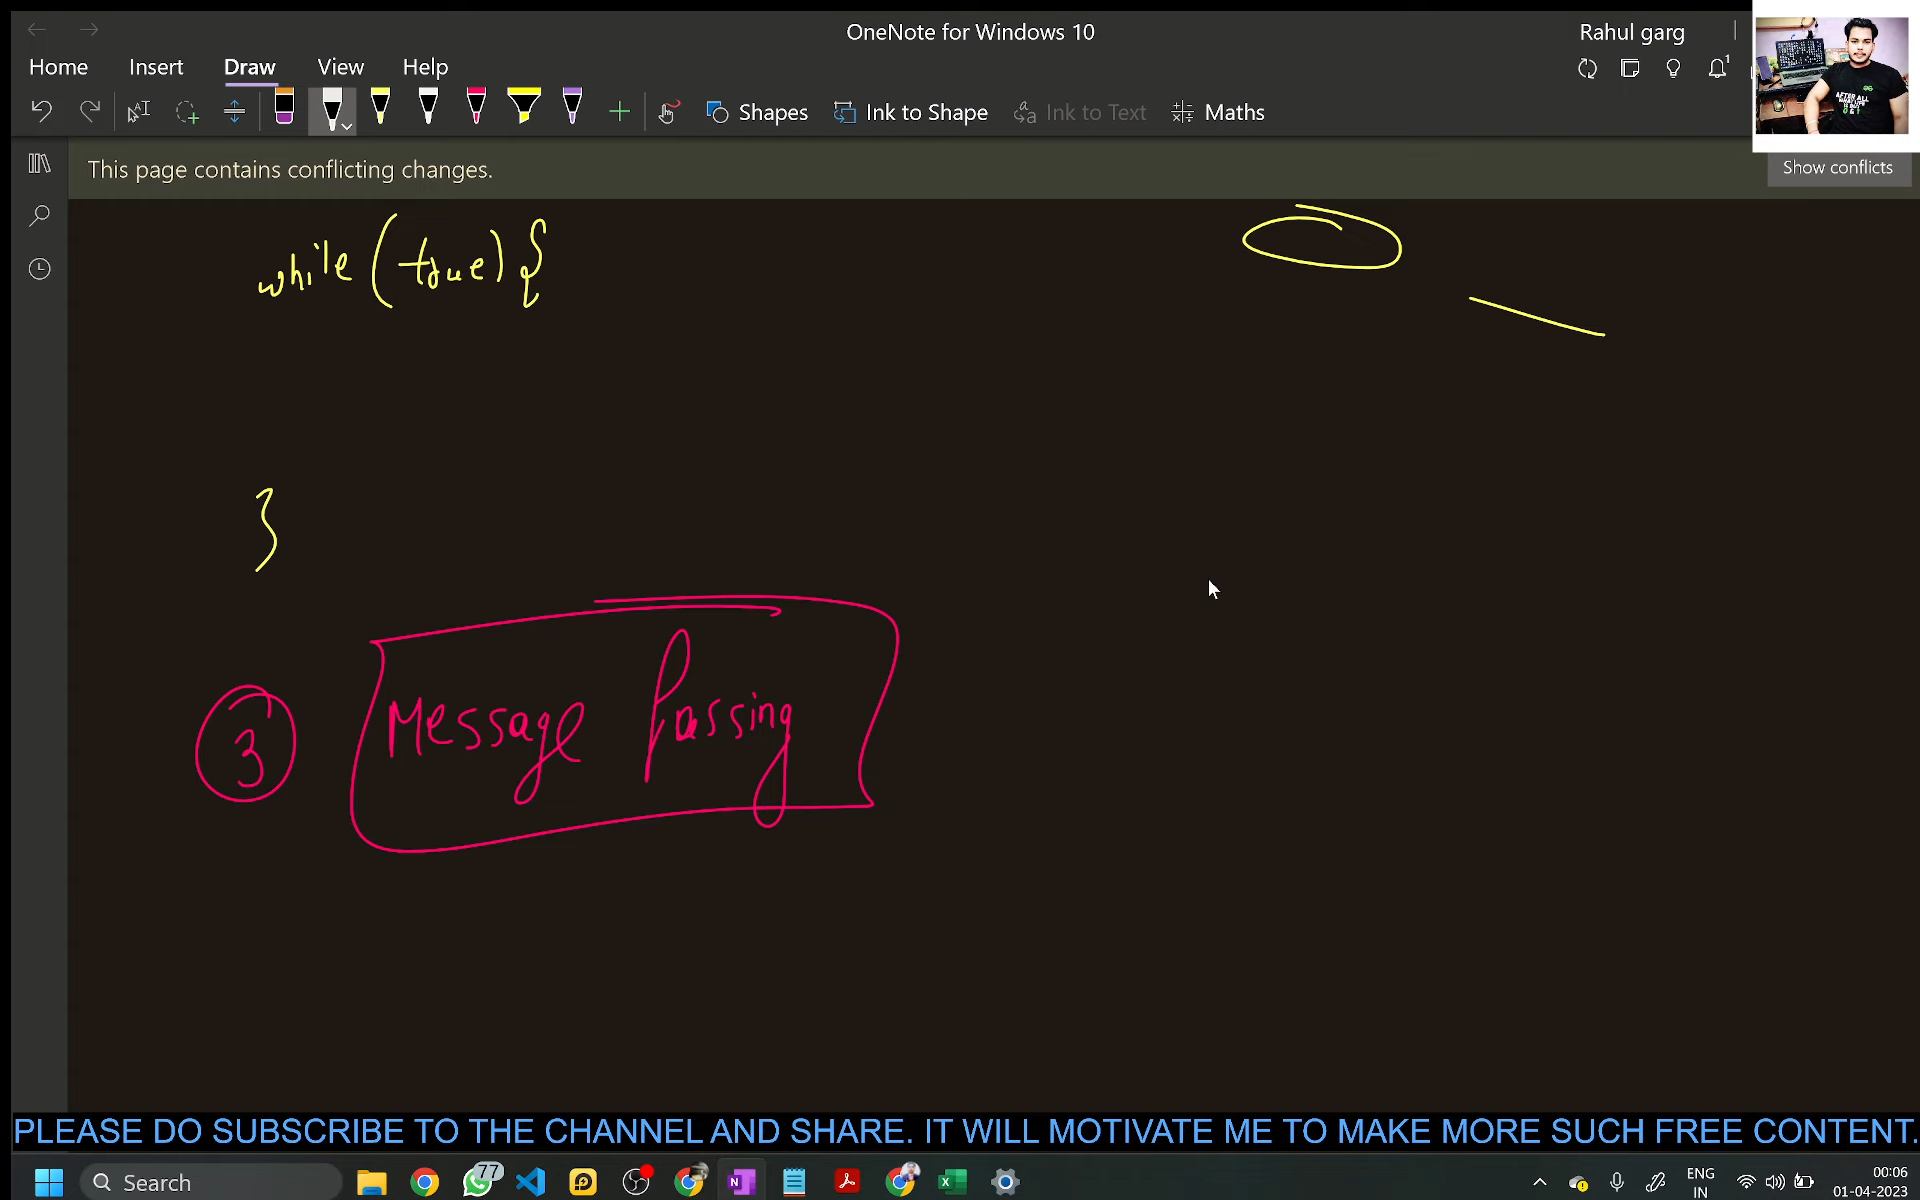 OneNote for Windows 10
Rahul garg
Home Insert Draw View Help
1
Shapes Ink to Shape Ink to Text Maths
This page contains conflicting changes.
Show conflicts
while (true) {
}
3 Message Passing
PLEASE DO SUBSCRIBE TO THE CHANNEL AND SHARE. IT WILL MOTIVATE ME TO MAKE MORE SUCH FREE CONTENT.
Search
77
ENG
IN
00:06
01-04-2023